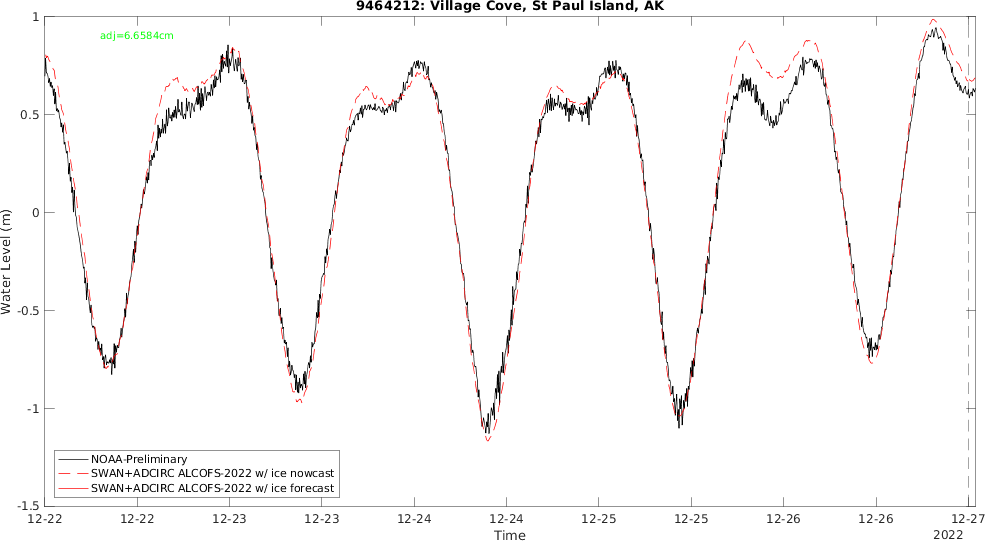 9464212: Village Cove, St Paul Island, AK
adj=6.6584cm
1
0.5
0
-0.5
-1
-1.5
Water Level (m)
NOAA-Preliminary
SWAN+ADCIRC ALCOFS-2022 w/ ice nowcast
SWAN+ADCIRC ALCOFS-2022 w/ ice forecast
12-22 12-22 12-23 12-23 12-24 12-24 12-25 12-25 12-26 12-26 12-27
Time
2022